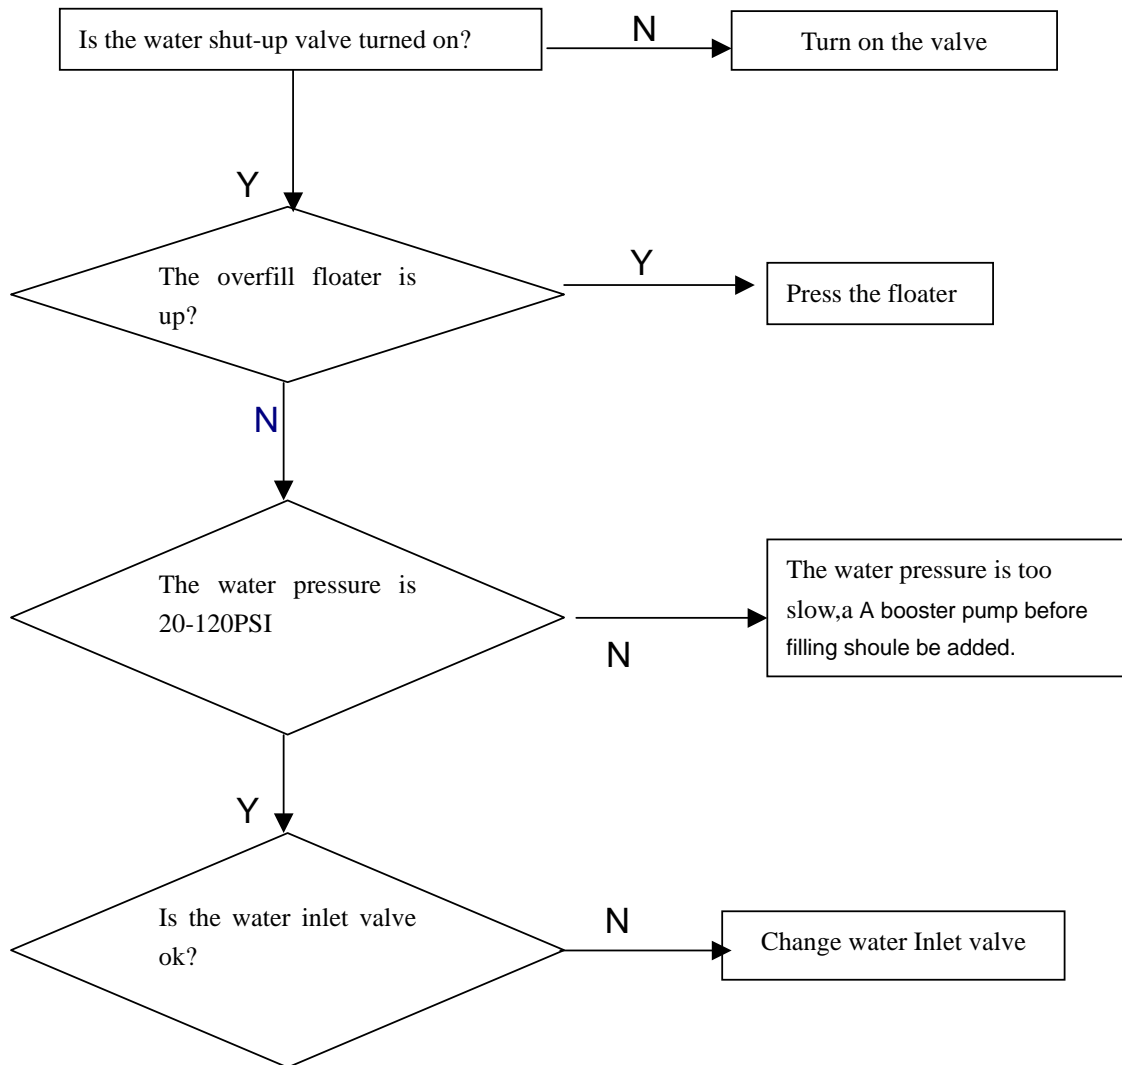 Is the water shut-up valve turned on?
N
Turn on the valve
Y
The overfill floater is
up?
Y
Press the floater
N
The water pressure is
20-120PSI
N
The water pressure is too
slow,a A booster pump before
filling shoule be added.
Y
Is the water inlet valve
ok?
N
Change water Inlet valve